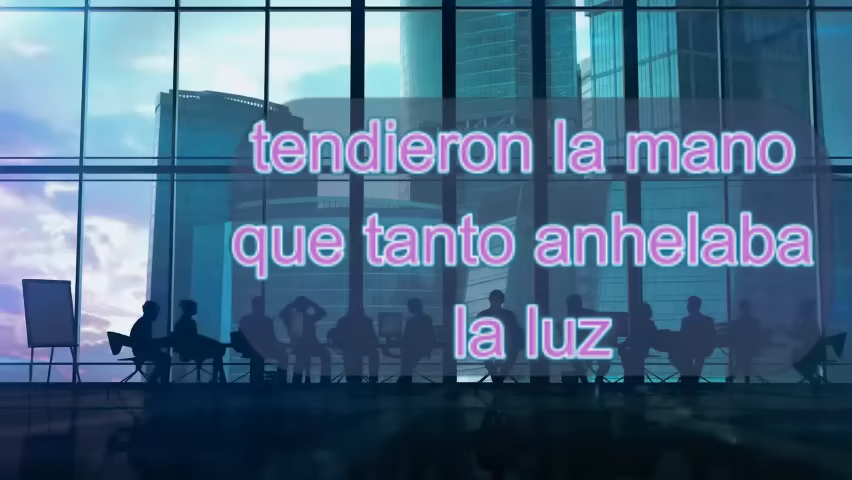 tendieron la mano
que tanto anhelaba
la luz